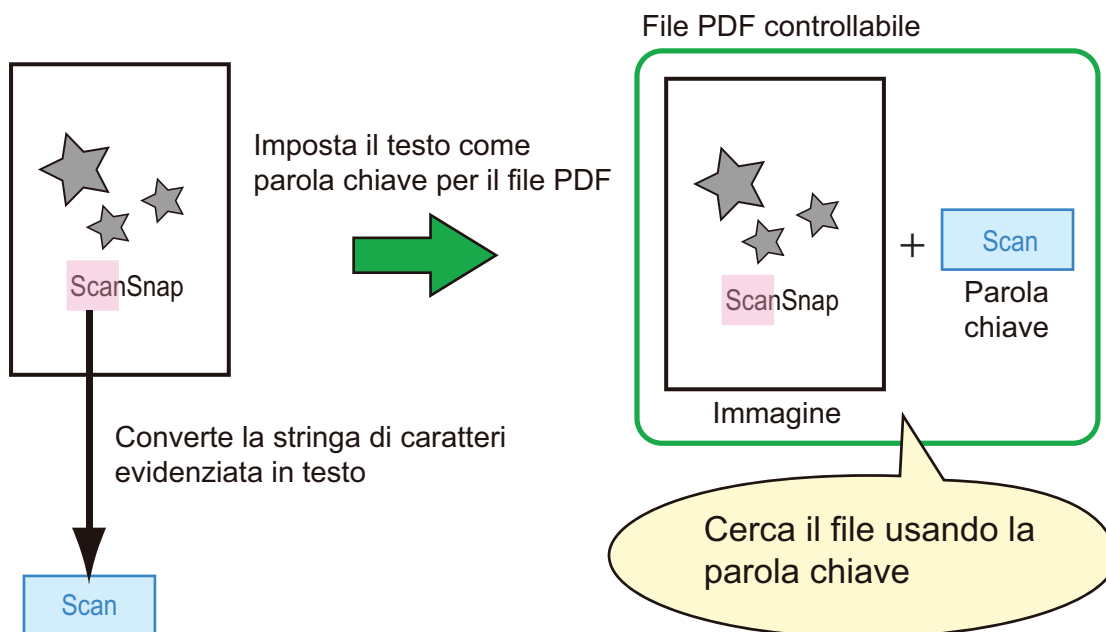 File PDF controllabile
Imposta il testo come
parola chiave per il file PDF
ScanSnap
Converte la stringa di caratteri
evidenziata in testo
Scan
ScanSnap
Immagine
+
Scan
Parola
chiave
Cerca il file usando la
parola chiave